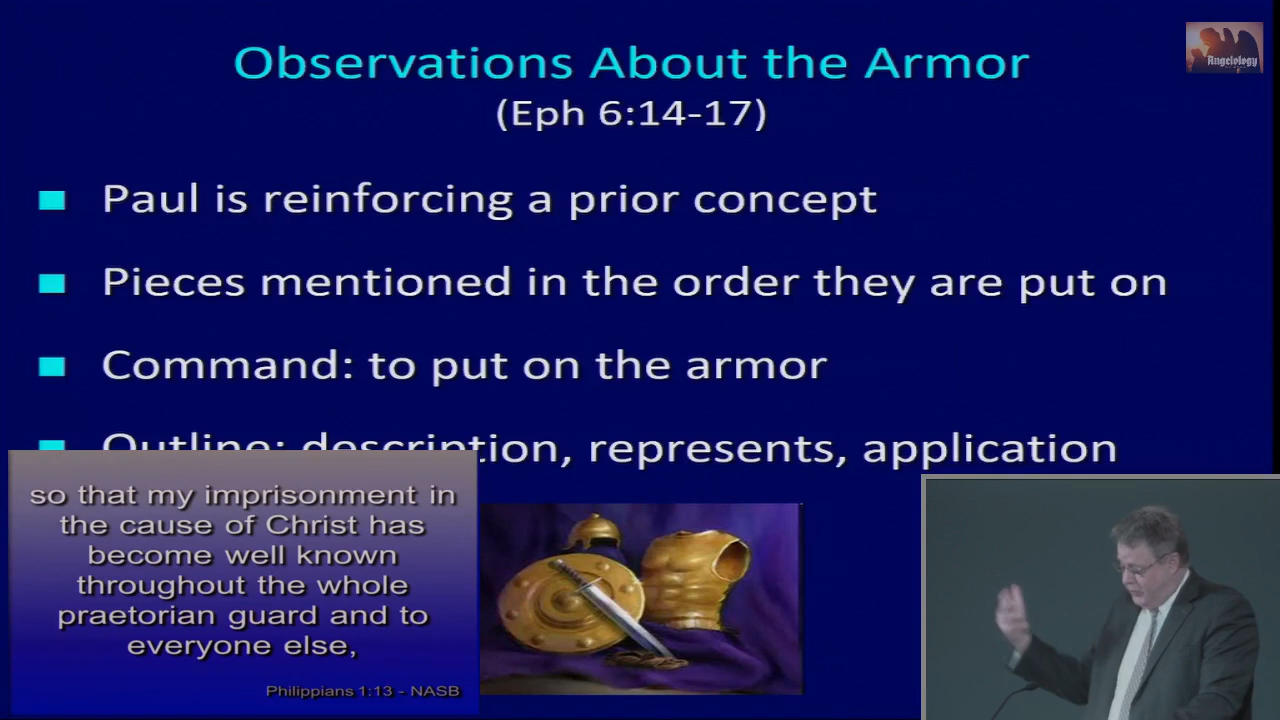 Observations About the Armor
(Eph 6:14-17)
Angelology
Paul is reinforcing a prior concept
Pieces mentioned in the order they are put on
Command: to put on the armor
Outline: description, represents, application
so that my imprisonment in
the cause of Christ has
become well known
throughout the whole
praetorian guard and to
everyone else,
Philippians 1:13 - NASB